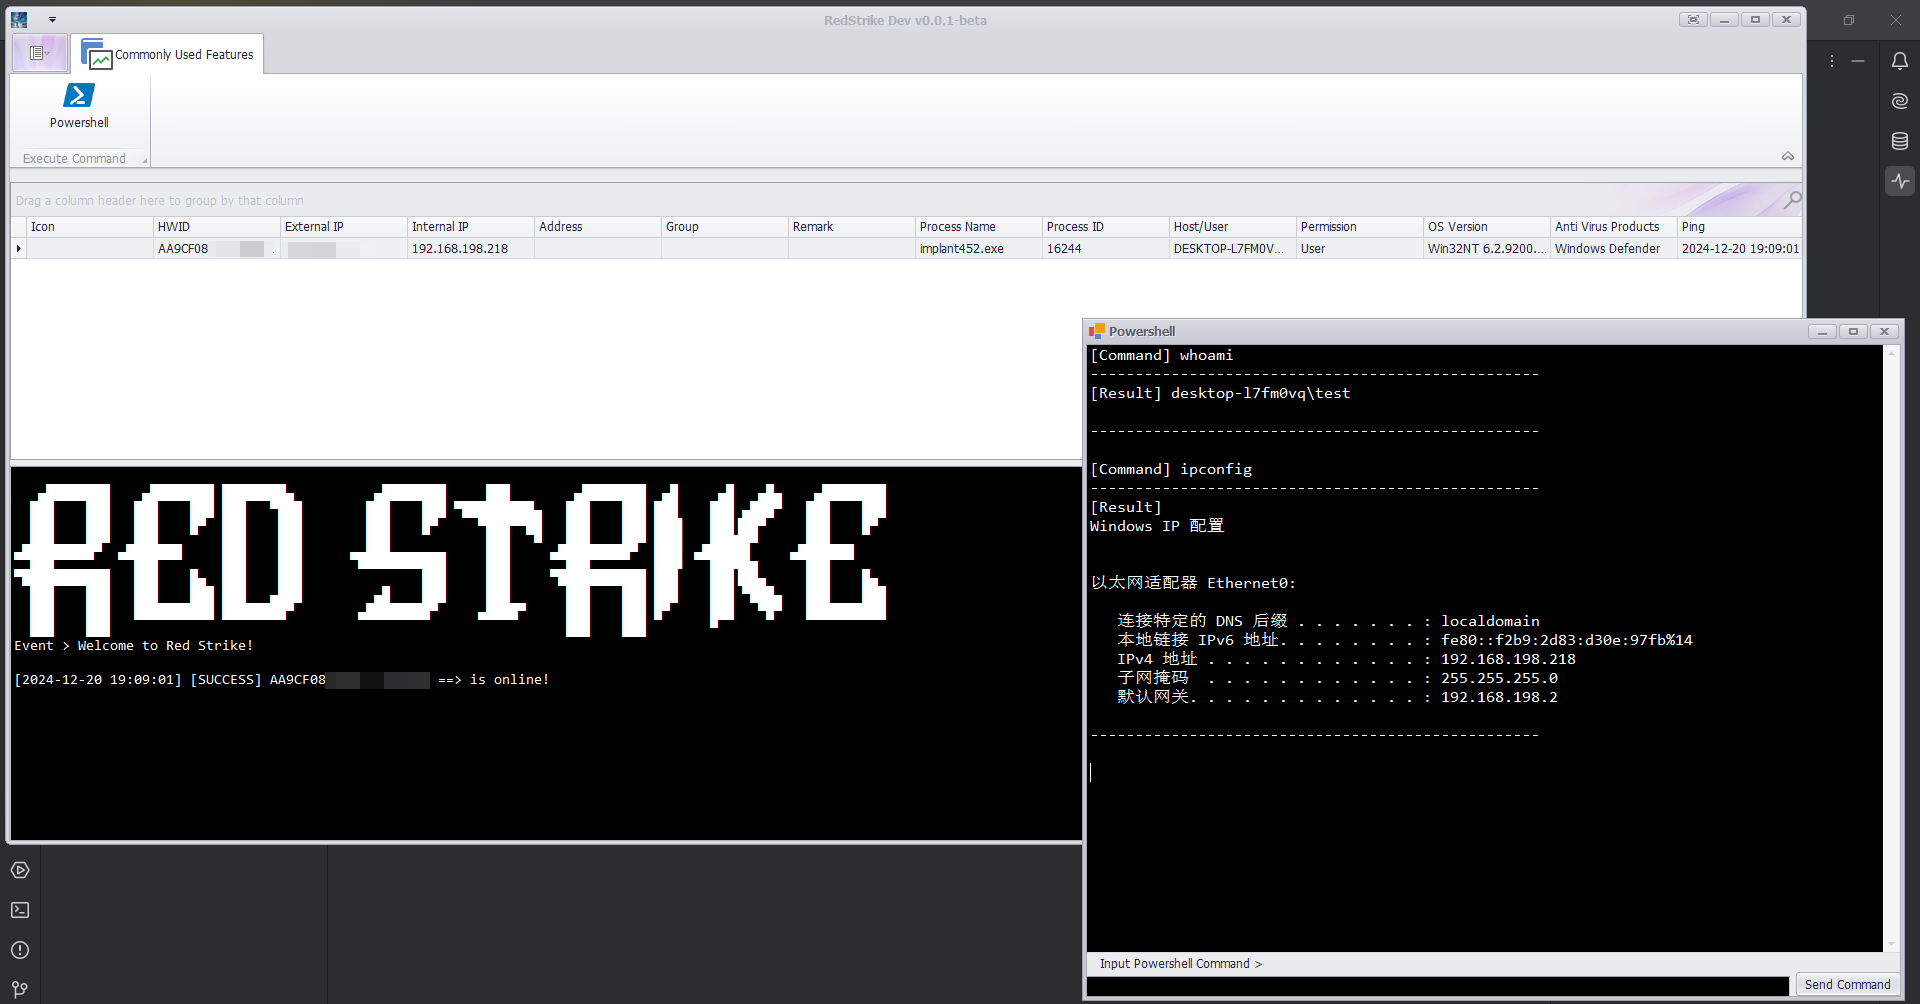 RedStrike Dev v0.0.1-beta
Commonly Used Features
Powershell
Execute Command
Drag a column header here to group by that column
Icon HWID External IP Internal IP Address Group Remark Process Name Process ID Host/User Permission OS Version Anti Virus Products Ping
AA9CF08 . 192.168.198.218 implant452.exe 16244 DESKTOP-L7FM0V... User Win32NT 6.2.9200.... Windows Defender 2024-12-20 19:09:01
RED STRIKE
Event > Welcome to Red Strike!
[2024-12-20 19:09:01] [SUCCESS] AA9CF08 ==> is online!
Powershell
[Command] whoami
--------------------------------------------------
[Result] desktop-l7fm0vq\test
--------------------------------------------------
[Command] ipconfig
--------------------------------------------------
[Result]
Windows IP 配置
以太网适配器 Ethernet0:
连接特定的 DNS 后缀 . . . . . . . : localdomain
本地链接 IPv6 地址. . . . . . . . : fe80::f2b9:2d83:d30e:97fb%14
IPv4 地址 . . . . . . . . . . . . : 192.168.198.218
子网掩码  . . . . . . . . . . . . : 255.255.255.0
默认网关. . . . . . . . . . . . . : 192.168.198.2
--------------------------------------------------
Input Powershell Command >
Send Command